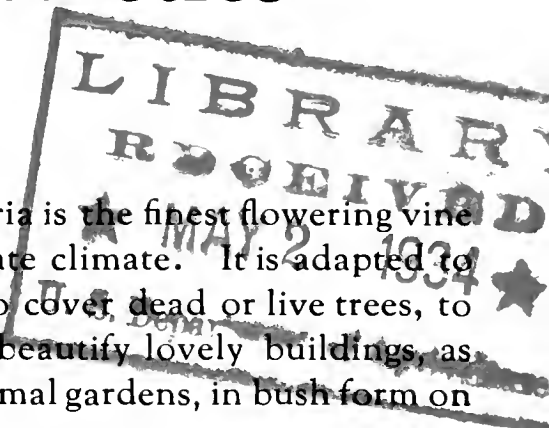 LIBRARY
RECEIVED
★ MAY 2 1934 ★
U. S. Depar
ria is the finest flowering vine
ate climate. It is adapted to
o cover dead or live trees, to
beautify lovely buildings, as
mal gardens, in bush form on